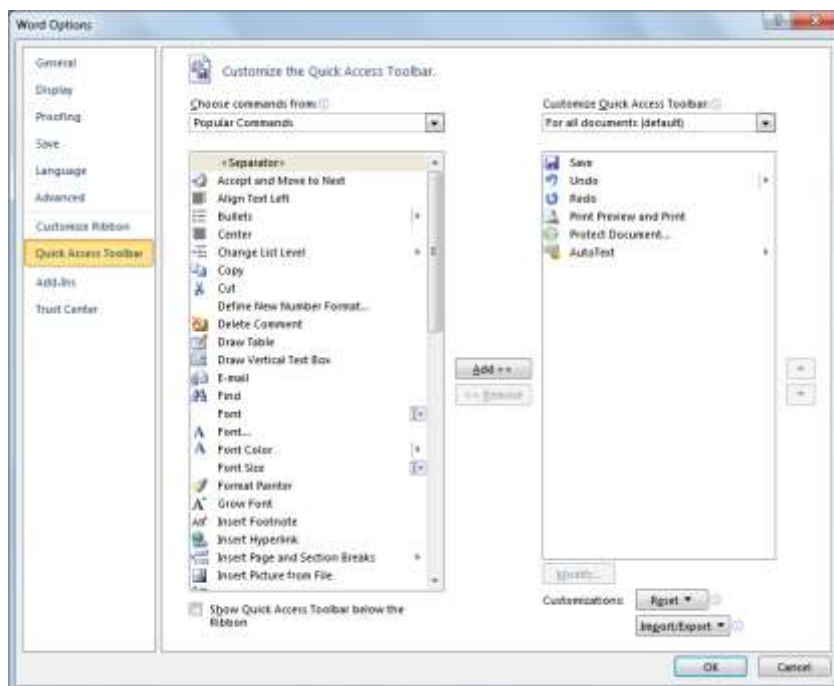 Word Options
General
Display
Proofing
Save
Language
Advanced
Customize Ribbon
Quick Access Toolbar
Add-Ins
Trust Center
Customize the Quick Access Toolbar.
Choose commands from:
Popular Commands
<Separator>
Accept and Move to Next
Align Text Left
Bullets
Center
Change List Level
Copy
Cut
Define New Number Format...
Delete Comment
Draw Table
Draw Vertical Text Box
E-mail
Find
Font
Font...
Font Color
Font Size
Format Painter
Grow Font
Insert Footnote
Insert Hyperlink
Insert Page and Section Breaks
Insert Picture from File
Show Quick Access Toolbar below the
Ribbon
Add >>
<< Remove
Customize Quick Access Toolbar:
For all documents (default)
Save
Undo
Redo
Print Preview and Print
Protect Document...
AutoText
Modify...
Customizations:
Reset
Import/Export
OK
Cancel